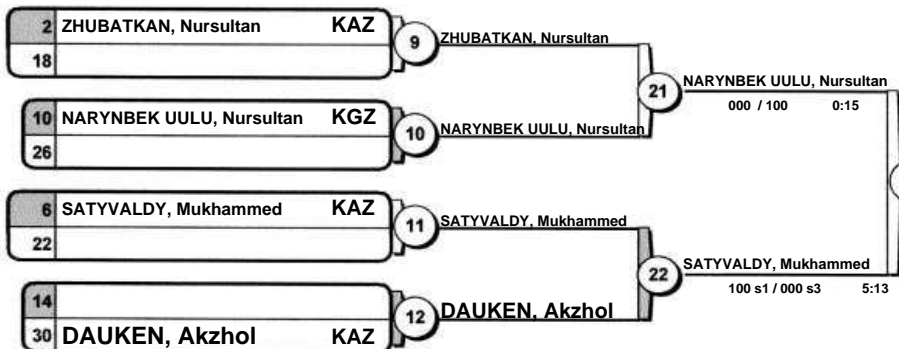 2 ZHUBATKAN, Nursultan KAZ
18
9 ZHUBATKAN, Nursultan
10 NARYNBEK UULU, Nursultan KGZ
26
10 NARYNBEK UULU, Nursultan
21 NARYNBEK UULU, Nursultan
000 / 100 0:15
6 SATYVALDY, Mukhammed KAZ
22
11 SATYVALDY, Mukhammed
14
30 DAUKEN, Akzhol KAZ
12 DAUKEN, Akzhol
22 SATYVALDY, Mukhammed
100 s1 / 000 s3 5:13